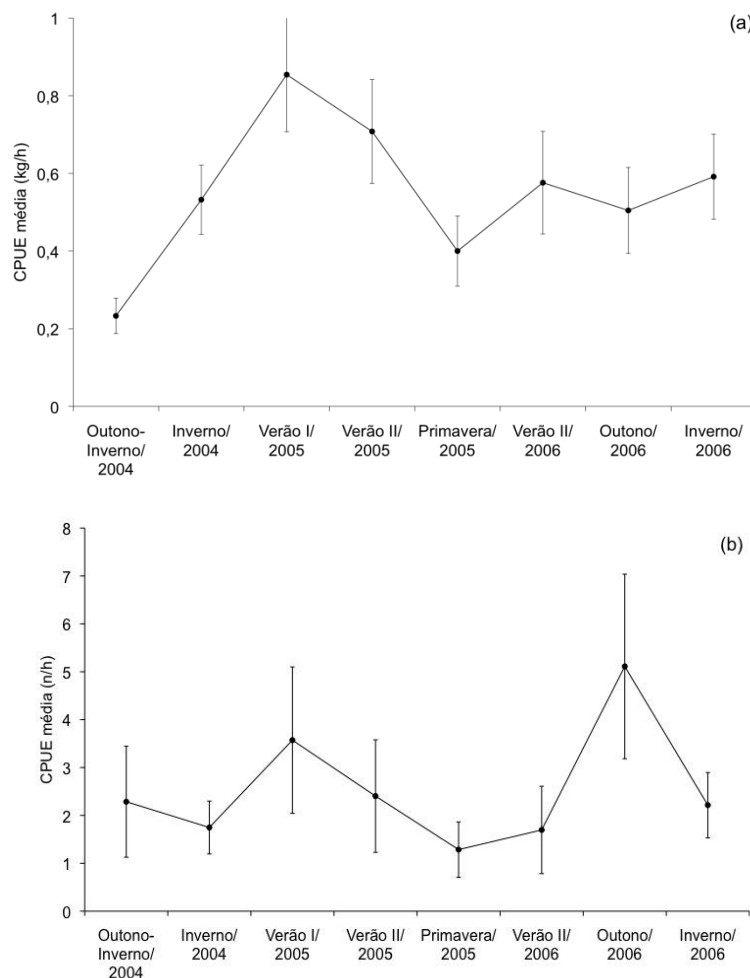 (a)
CPUE média (kg/h)
1
0,8
0,6
0,4
0,2
0
Outono-
Inverno/
2004
Inverno/
2004
Verão I/
2005
Verão II/
2005
Primavera/
2005
Verão II/
2006
Outono/
2006
Inverno/
2006
(b)
CPUE média (n/h)
8
7
6
5
4
3
2
1
0
Outono-
Inverno/
2004
Inverno/
2004
Verão I/
2005
Verão II/
2005
Primavera/
2005
Verão II/
2006
Outono/
2006
Inverno/
2006